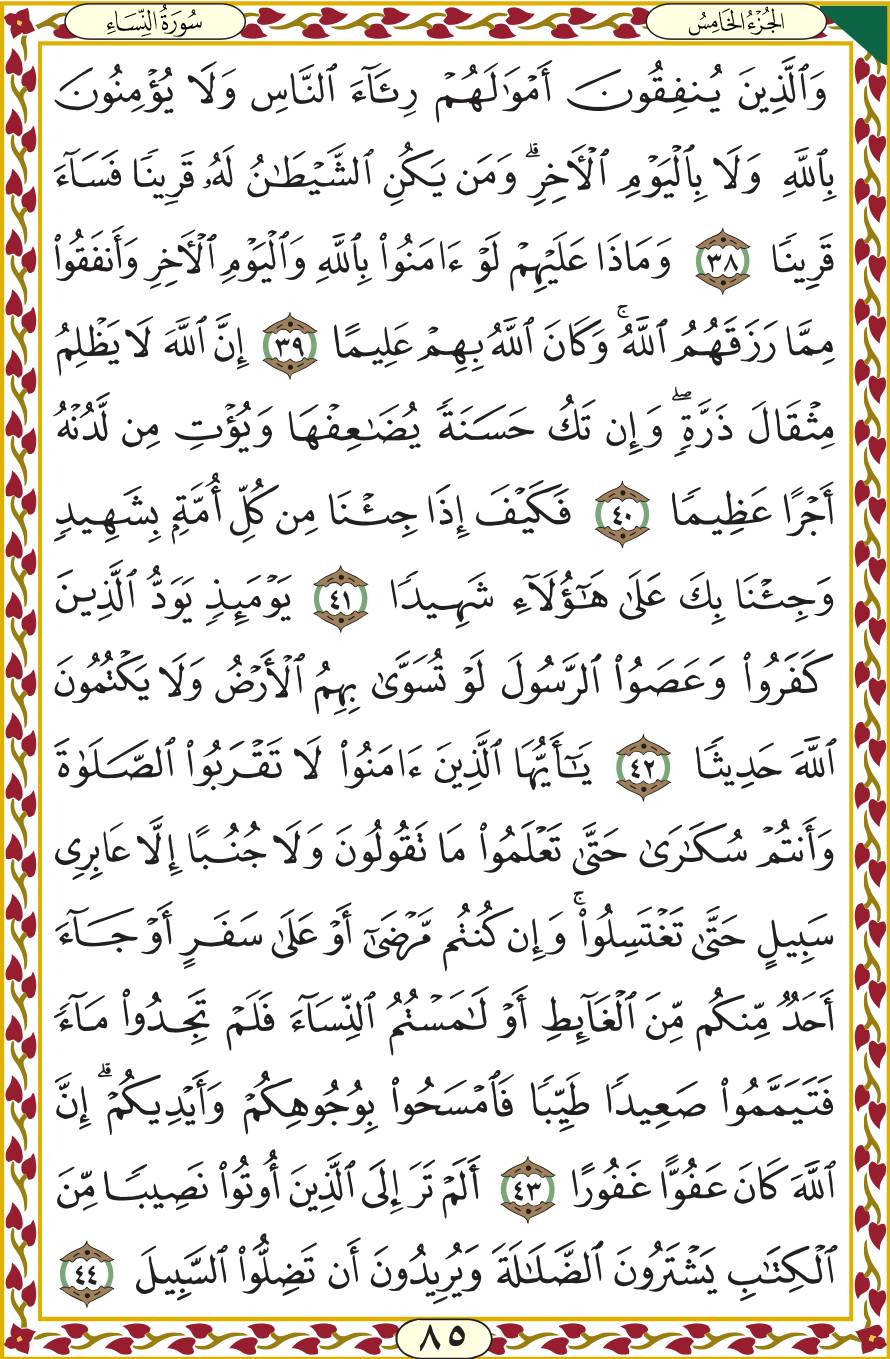 الجُزْءُ الخَامِسُ
سُورَةُ النِّسَاءِ
وَٱلَّذِينَ يُنفِقُونَ أَمْوَٰلَهُمْ رِئَآءَ ٱلنَّاسِ وَلَا يُؤْمِنُونَ
بِٱللَّهِ وَلَا بِٱلْيَوْمِ ٱلْأَخِرِۗ وَمَن يَكُنِ ٱلشَّيْطَـٰنُ لَهُۥ قَرِينًا فَسَآءَ
قَرِينًا ٣٨ وَمَاذَا عَلَيْهِمْ لَوْ ءَامَنُوا۟ بِٱللَّهِ وَٱلْيَوْمِ ٱلْأَخِرِ وَأَنفَقُوا۟
مِمَّا رَزَقَهُمُ ٱللَّهُۚ وَكَانَ ٱللَّهُ بِهِمْ عَلِيمًا ٣٩ إِنَّ ٱللَّهَ لَا يَظْلِمُ
مِثْقَالَ ذَرَّةٍۖ وَإِن تَكُ حَسَنَةً يُضَـٰعِفْهَا وَيُؤْتِ مِن لَّدُنْهُ
أَجْرًا عَظِيمًا ٤٠ فَكَيْفَ إِذَا جِئْنَا مِن كُلِّ أُمَّةٍۭ بِشَهِيدٍ
وَجِئْنَا بِكَ عَلَىٰ هَـٰٓؤُلَآءِ شَهِيدًا ٤١ يَوْمَئِذٍ يَوَدُّ ٱلَّذِينَ
كَفَرُوا۟ وَعَصَوُا۟ ٱلرَّسُولَ لَوْ تُسَوَّىٰ بِهِمُ ٱلْأَرْضُ وَلَا يَكْتُمُونَ
ٱللَّهَ حَدِيثًا ٤٢ يَـٰٓأَيُّهَا ٱلَّذِينَ ءَامَنُوا۟ لَا تَقْرَبُوا۟ ٱلصَّلَوٰةَ
وَأَنتُمْ سُكَـٰرَىٰ حَتَّىٰ تَعْلَمُوا۟ مَا تَقُولُونَ وَلَا جُنُبًا إِلَّا عَابِرِى
سَبِيلٍ حَتَّىٰ تَغْتَسِلُوا۟ۚ وَإِن كُنتُم مَّرْضَىٰٓ أَوْ عَلَىٰ سَفَرٍ أَوْ جَآءَ
أَحَدٌ مِّنكُم مِّنَ ٱلْغَآئِطِ أَوْ لَـٰمَسْتُمُ ٱلنِّسَآءَ فَلَمْ تَجِدُوا۟ مَآءً
فَتَيَمَّمُوا۟ صَعِيدًا طَيِّبًا فَٱمْسَحُوا۟ بِوُجُوهِكُمْ وَأَيْدِيكُمْۗ إِنَّ
ٱللَّهَ كَانَ عَفُوًّا غَفُورًا ٤٣ أَلَمْ تَرَ إِلَى ٱلَّذِينَ أُوتُوا۟ نَصِيبًا مِّنَ
ٱلْكِتَـٰبِ يَشْتَرُونَ ٱلضَّلَـٰلَةَ وَيُرِيدُونَ أَن تَضِلُّوا۟ ٱلسَّبِيلَ ٤٤
٨٥